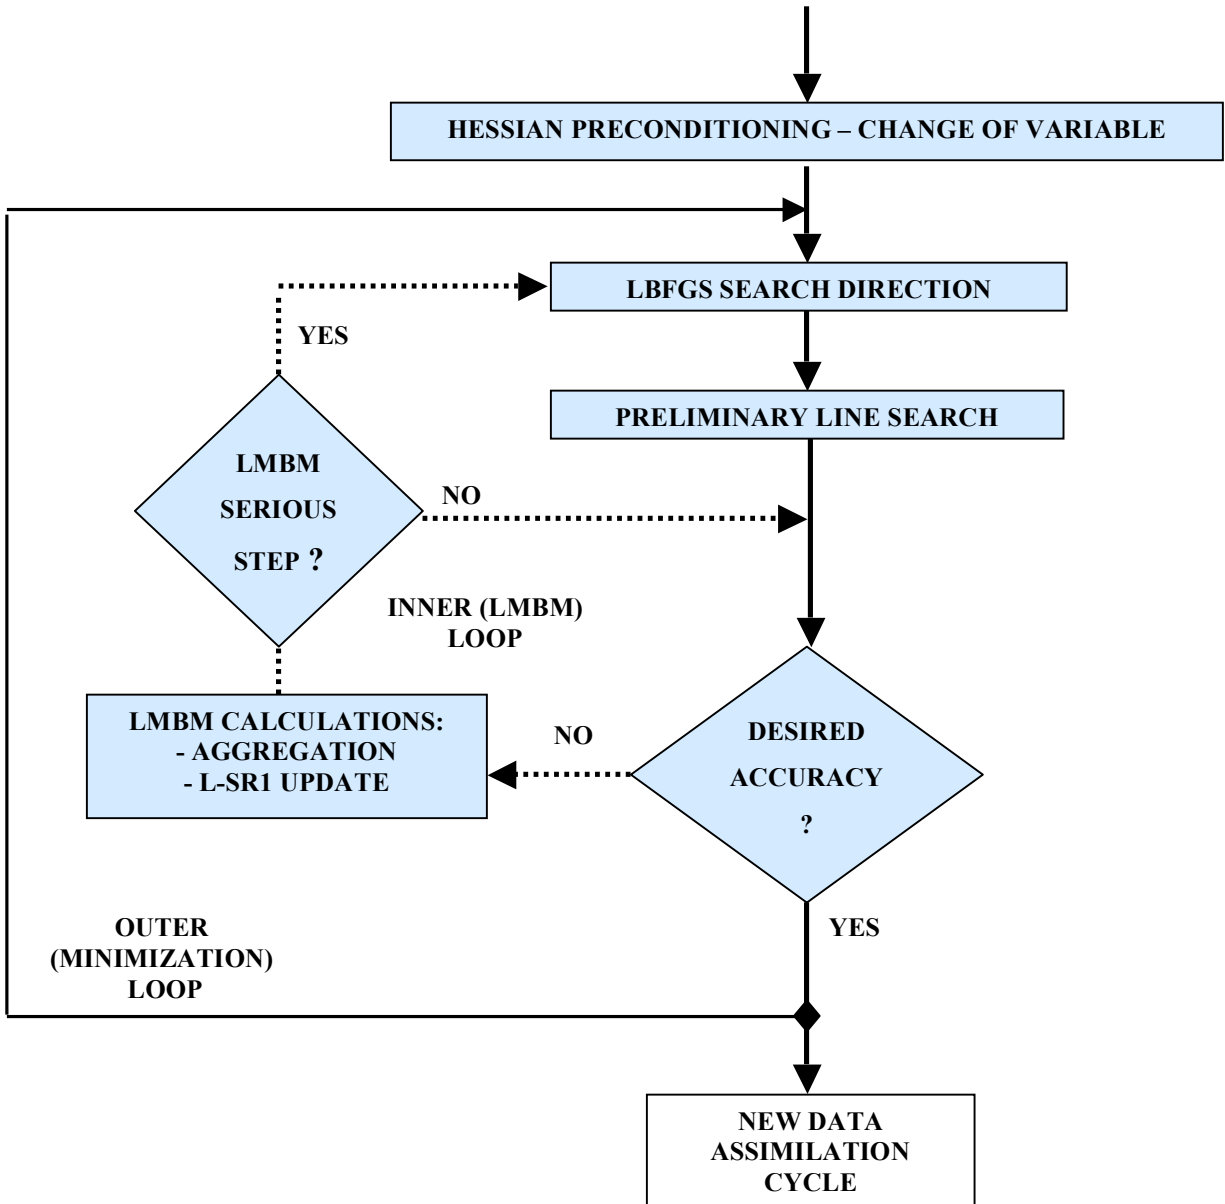 HESSIAN PRECONDITIONING – CHANGE OF VARIABLE
LBFGS SEARCH DIRECTION
YES
PRELIMINARY LINE SEARCH
LMBM
SERIOUS
STEP ?
NO
INNER (LMBM)
LOOP
LMBM CALCULATIONS:
- AGGREGATION
- L-SR1 UPDATE
NO
DESIRED
ACCURACY
?
YES
OUTER
(MINIMIZATION)
LOOP
NEW DATA
ASSIMILATION
CYCLE